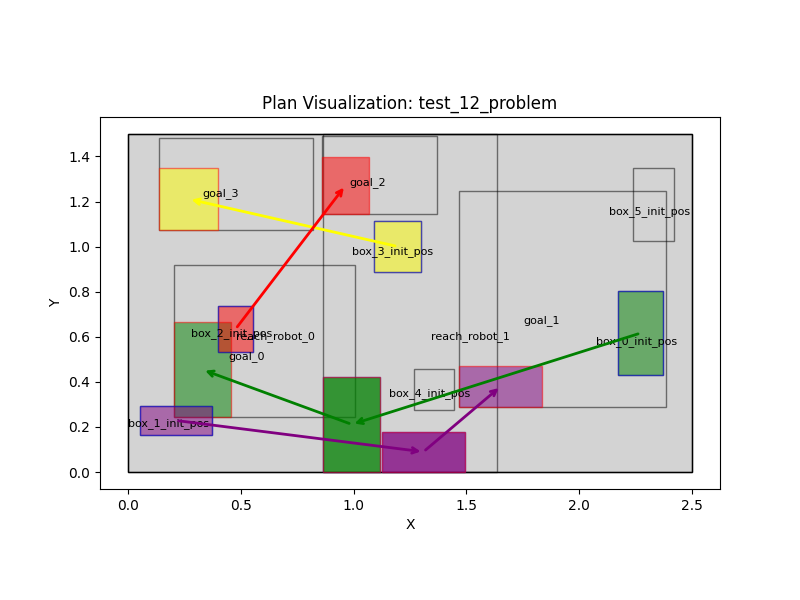 Plan Visualization: test_12_problem
goal_3
goal_2
box_5_init_pos
box_3_init_pos
goal_1
box_2_init_pos
reach_robot_0
reach_robot_1
box_0_init_pos
goal_0
box_4_init_pos
box_1_init_pos
Y
1.4
1.2
1.0
0.8
0.6
0.4
0.2
0.0
0.0 0.5 1.0 1.5 2.0 2.5
X